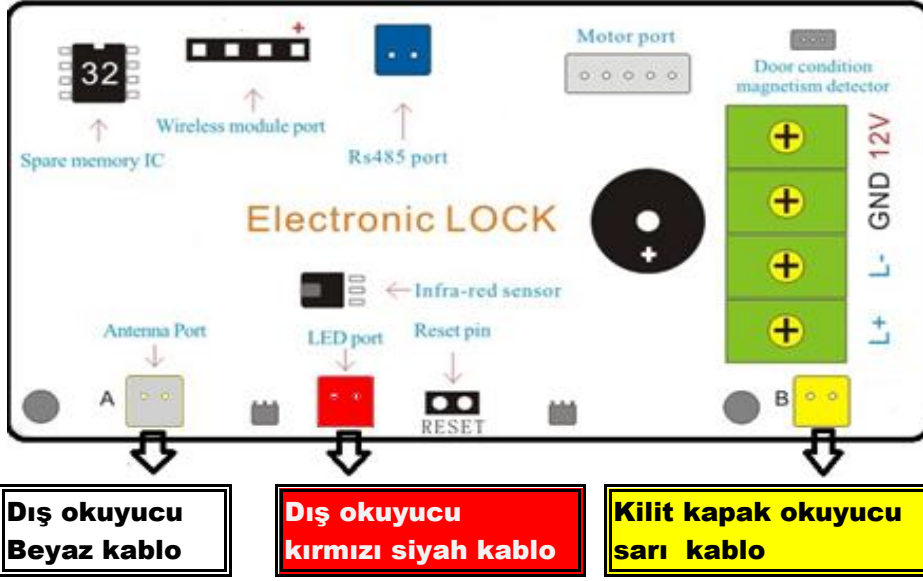 +
Motor port
32
Door condition
magnetism detector
Wireless module port
Spare memory IC
Rs485 port
GND 12V
Electronic LOCK
+
L-
Infra-red sensor
L+
Antenna Port
LED port
Reset pin
A
B
RESET
Dış okuyucu
Beyaz kablo
Dış okuyucu
kırmızı siyah kablo
Kilit kapak okuyucu
sarı kablo